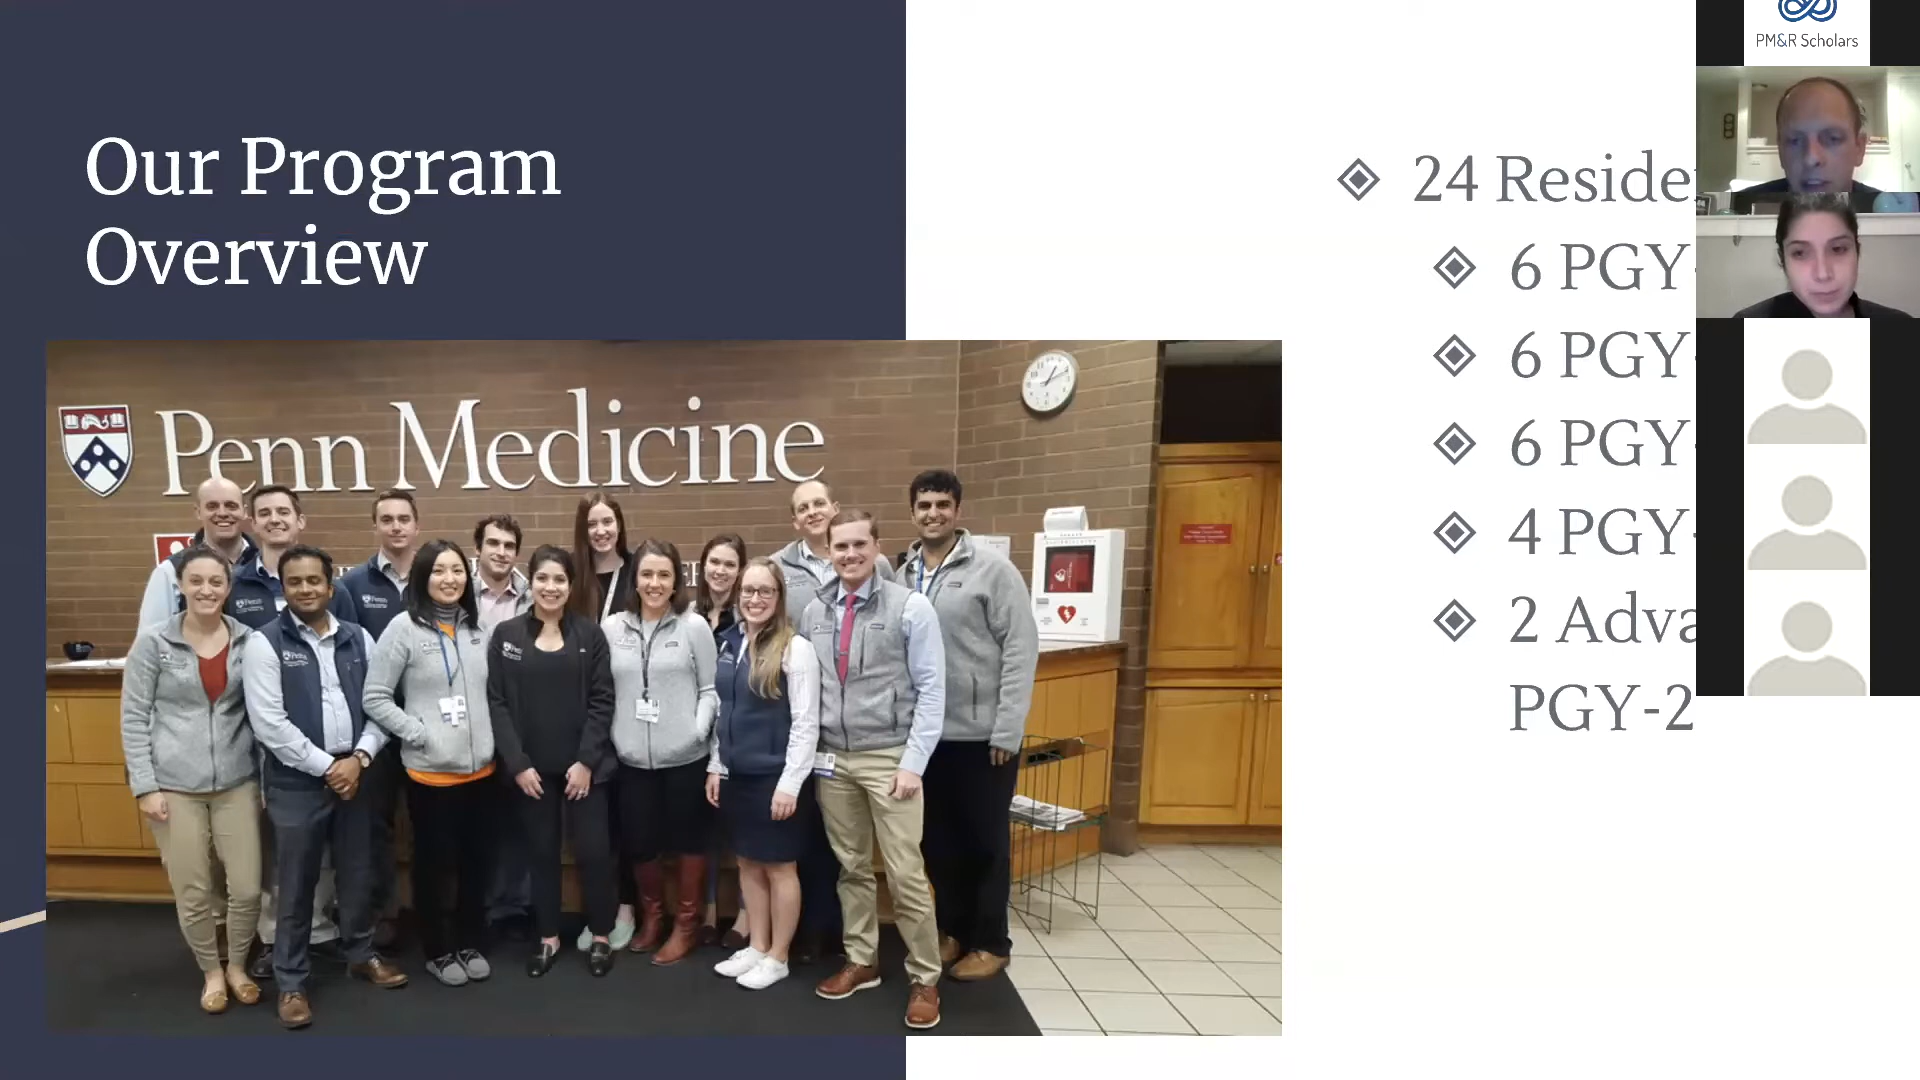 Our Program
Overview
Penn Medicine
24 Reside
6 PGY-
6 PGY-
6 PGY-
4 PGY-
2 Adva
PGY-2
PM&R Scholars